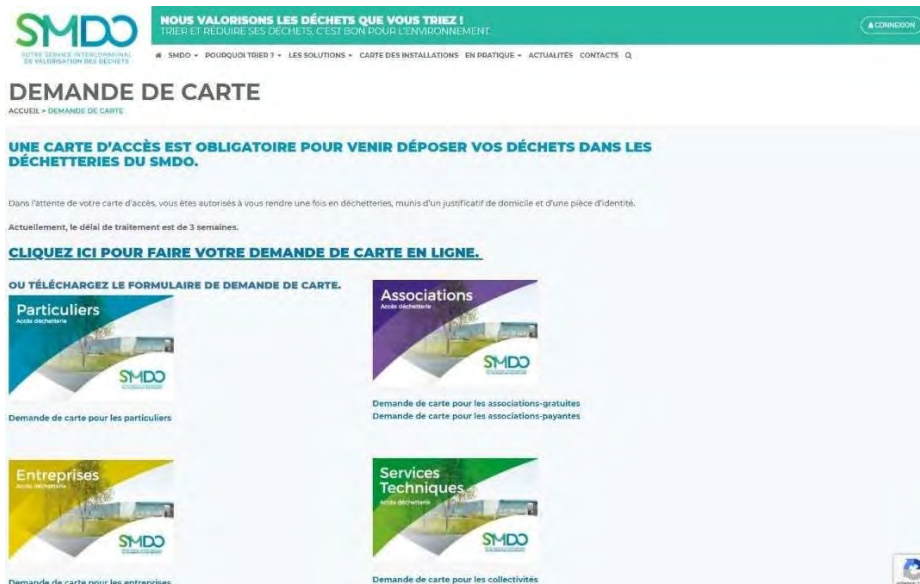 SMDO
VOTRE SERVICE INTERCOMMUNAL
DE VALORISATION DES DÉCHETS
NOUS VALORISONS LES DÉCHETS QUE VOUS TRIEZ !
TRIER ET RÉDUIRE SES DÉCHETS, C'EST BON POUR L'ENVIRONNEMENT.
CONNEXION
SMDO POURQUOI TRIER ? LES SOLUTIONS CARTE DES INSTALLATIONS EN PRATIQUE ACTUALITÉS CONTACTS
DEMANDE DE CARTE
ACCUEIL > DEMANDE DE CARTE
UNE CARTE D'ACCÈS EST OBLIGATOIRE POUR VENIR DÉPOSER VOS DÉCHETS DANS LES
DÉCHETTERIES DU SMDO.
Dans l'attente de votre carte d'accès, vous êtes autorisés à vous rendre une fois en déchetteries, munis d'un justificatif de domicile et d'une pièce d'identité.
Actuellement, le délai de traitement est de 3 semaines.
CLIQUEZ ICI POUR FAIRE VOTRE DEMANDE DE CARTE EN LIGNE.
OU TÉLÉCHARGEZ LE FORMULAIRE DE DEMANDE DE CARTE.
Particuliers
Accès déchetterie
SMDO
Demande de carte pour les particuliers
Associations
Accès déchetterie
SMDO
Demande de carte pour les associations-gratuites
Demande de carte pour les associations-payantes
Entreprises
Accès déchetterie
SMDO
Demande de carte pour les entreprises
Services
Techniques
Accès déchetterie
SMDO
Demande de carte pour les collectivités